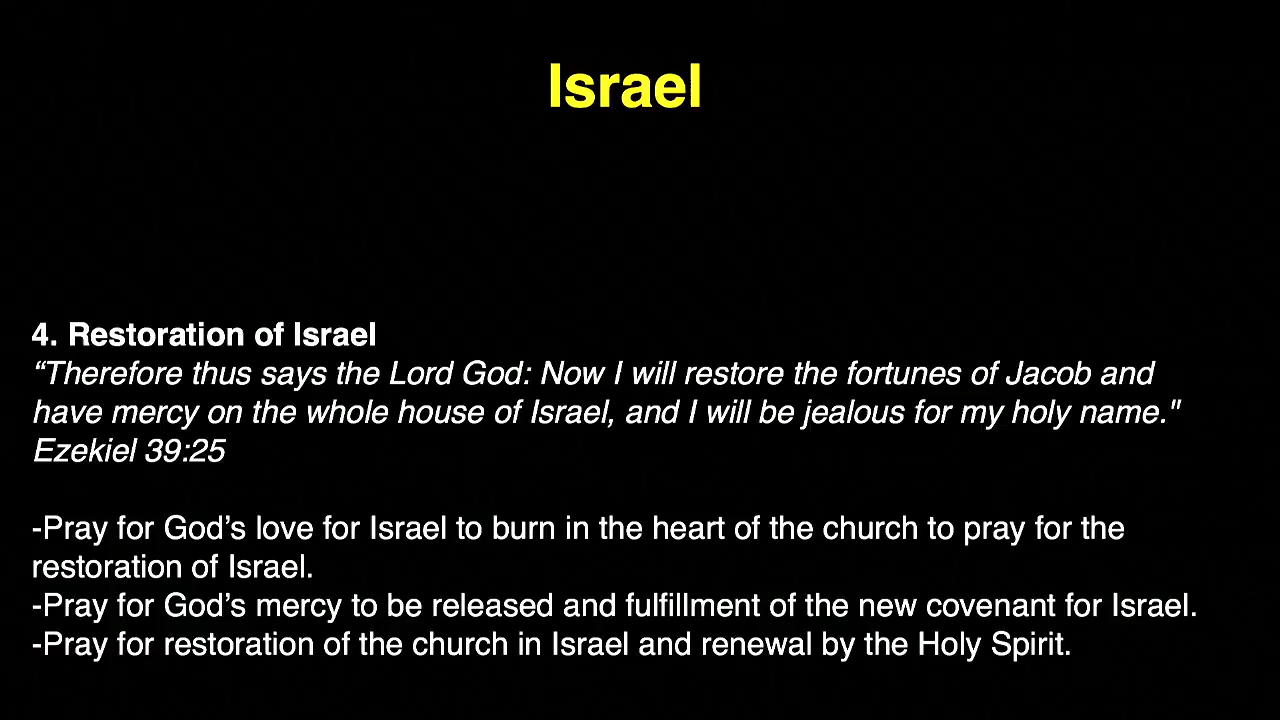 Israel
4. Restoration of Israel
“Therefore thus says the Lord God: Now I will restore the fortunes of Jacob and
have mercy on the whole house of Israel, and I will be jealous for my holy name."
Ezekiel 39:25
-Pray for God’s love for Israel to burn in the heart of the church to pray for the
restoration of Israel.
-Pray for God’s mercy to be released and fulfillment of the new covenant for Israel.
-Pray for restoration of the church in Israel and renewal by the Holy Spirit.